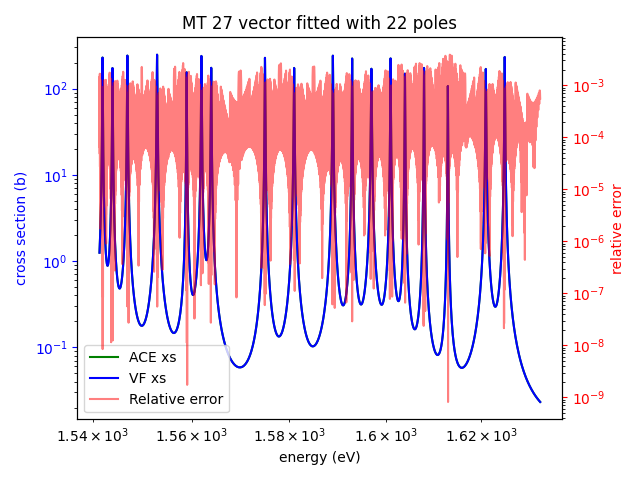 MT 27 vector fitted with 22 poles
cross section (b)
10²
10¹
10⁰
10⁻¹
10⁻³
10⁻⁴
10⁻⁵
10⁻⁶
10⁻⁷
10⁻⁸
10⁻⁹
relative error
ACE xs
VF xs
Relative error
1.54 × 10³ 1.56 × 10³ 1.58 × 10³ 1.6 × 10³ 1.62 × 10³
energy (eV)